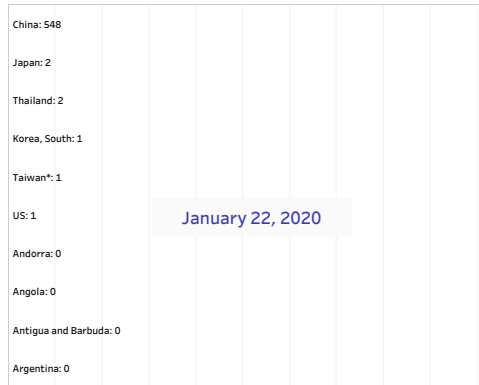 China: 548
Japan: 2
Thailand: 2
Korea, South: 1
Taiwan*: 1
US: 1
January 22, 2020
Andorra: 0
Angola: 0
Antigua and Barbuda: 0
Argentina: 0